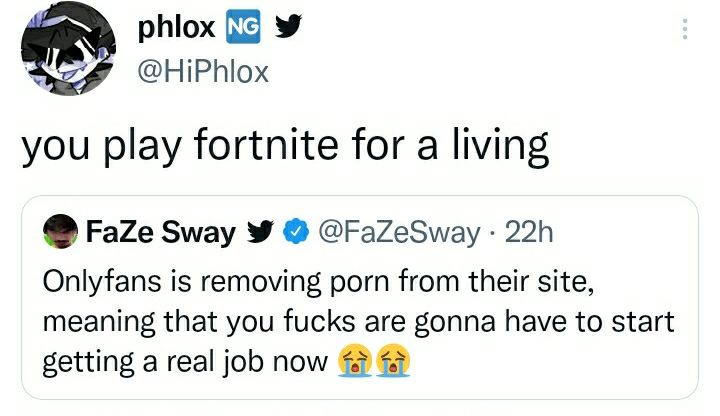 phlox 🆖
@HiPhlox
you play fortnite for a living
FaZe Sway @FaZeSway · 22h
Onlyfans is removing porn from their site,
meaning that you fucks are gonna have to start
getting a real job now 😭😭